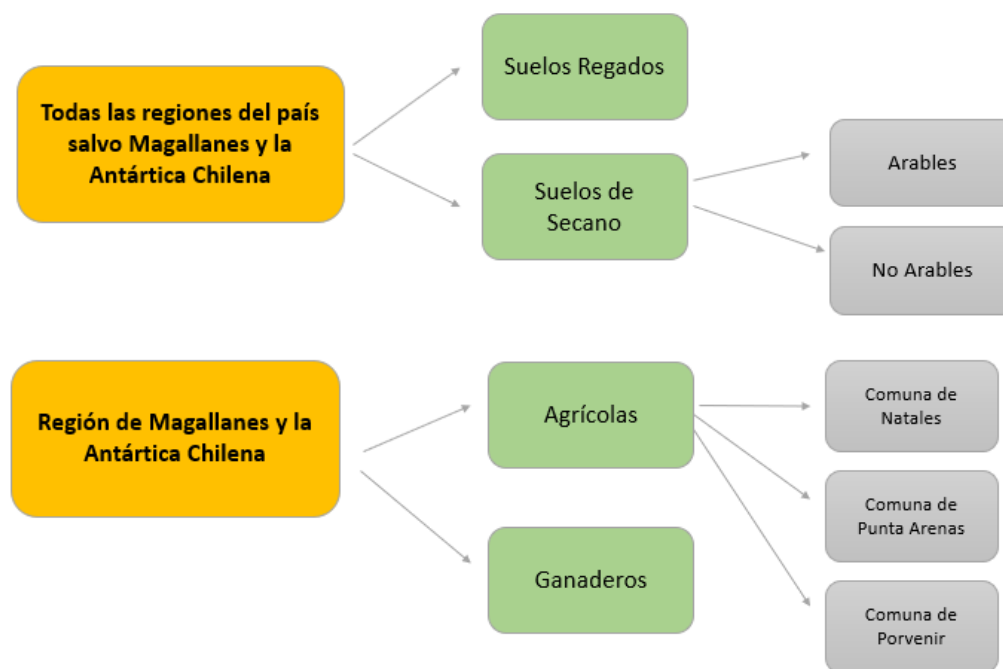 Todas las regiones del país
salvo Magallanes y la
Antártica Chilena
Suelos Regados
Suelos de
Secano
Arables
No Arables
Región de Magallanes y la
Antártica Chilena
Agrícolas
Ganaderos
Comuna de
Natales
Comuna de
Punta Arenas
Comuna de
Porvenir